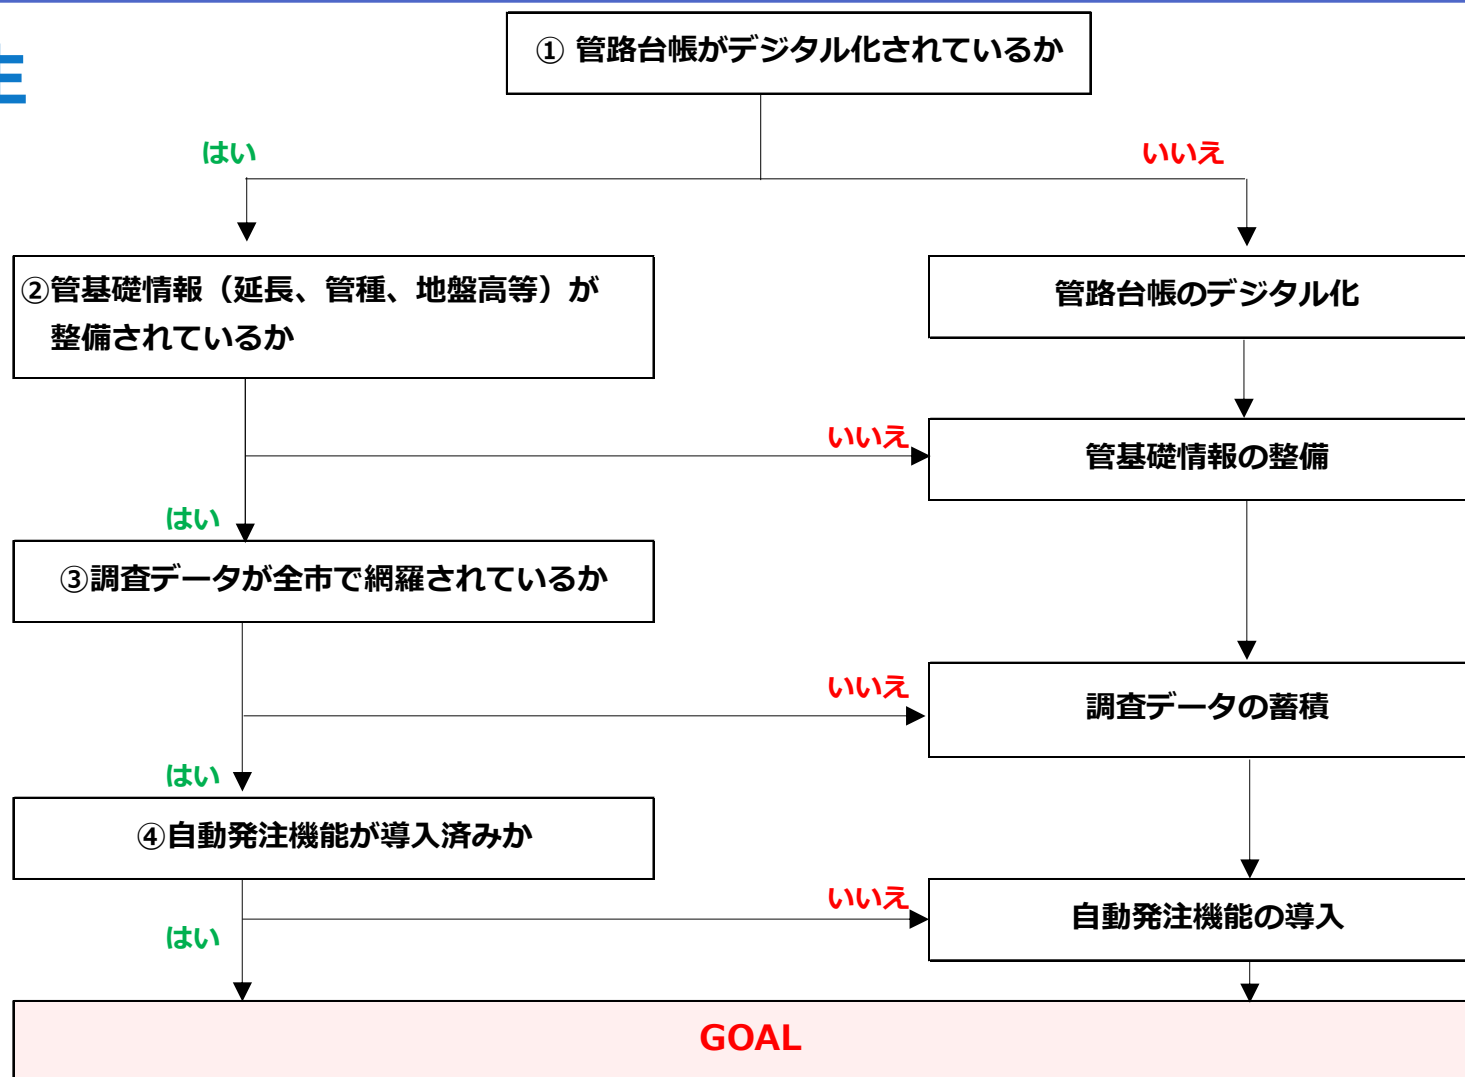 ① 管路台帳がデジタル化されているか
はい
いいえ
②管基礎情報（延長、管種、地盤高等）が
整備されているか
管路台帳のデジタル化
いいえ
管基礎情報の整備
はい
③調査データが全市で網羅されているか
いいえ
調査データの蓄積
はい
④自動発注機能が導入済みか
いいえ
自動発注機能の導入
はい
GOAL